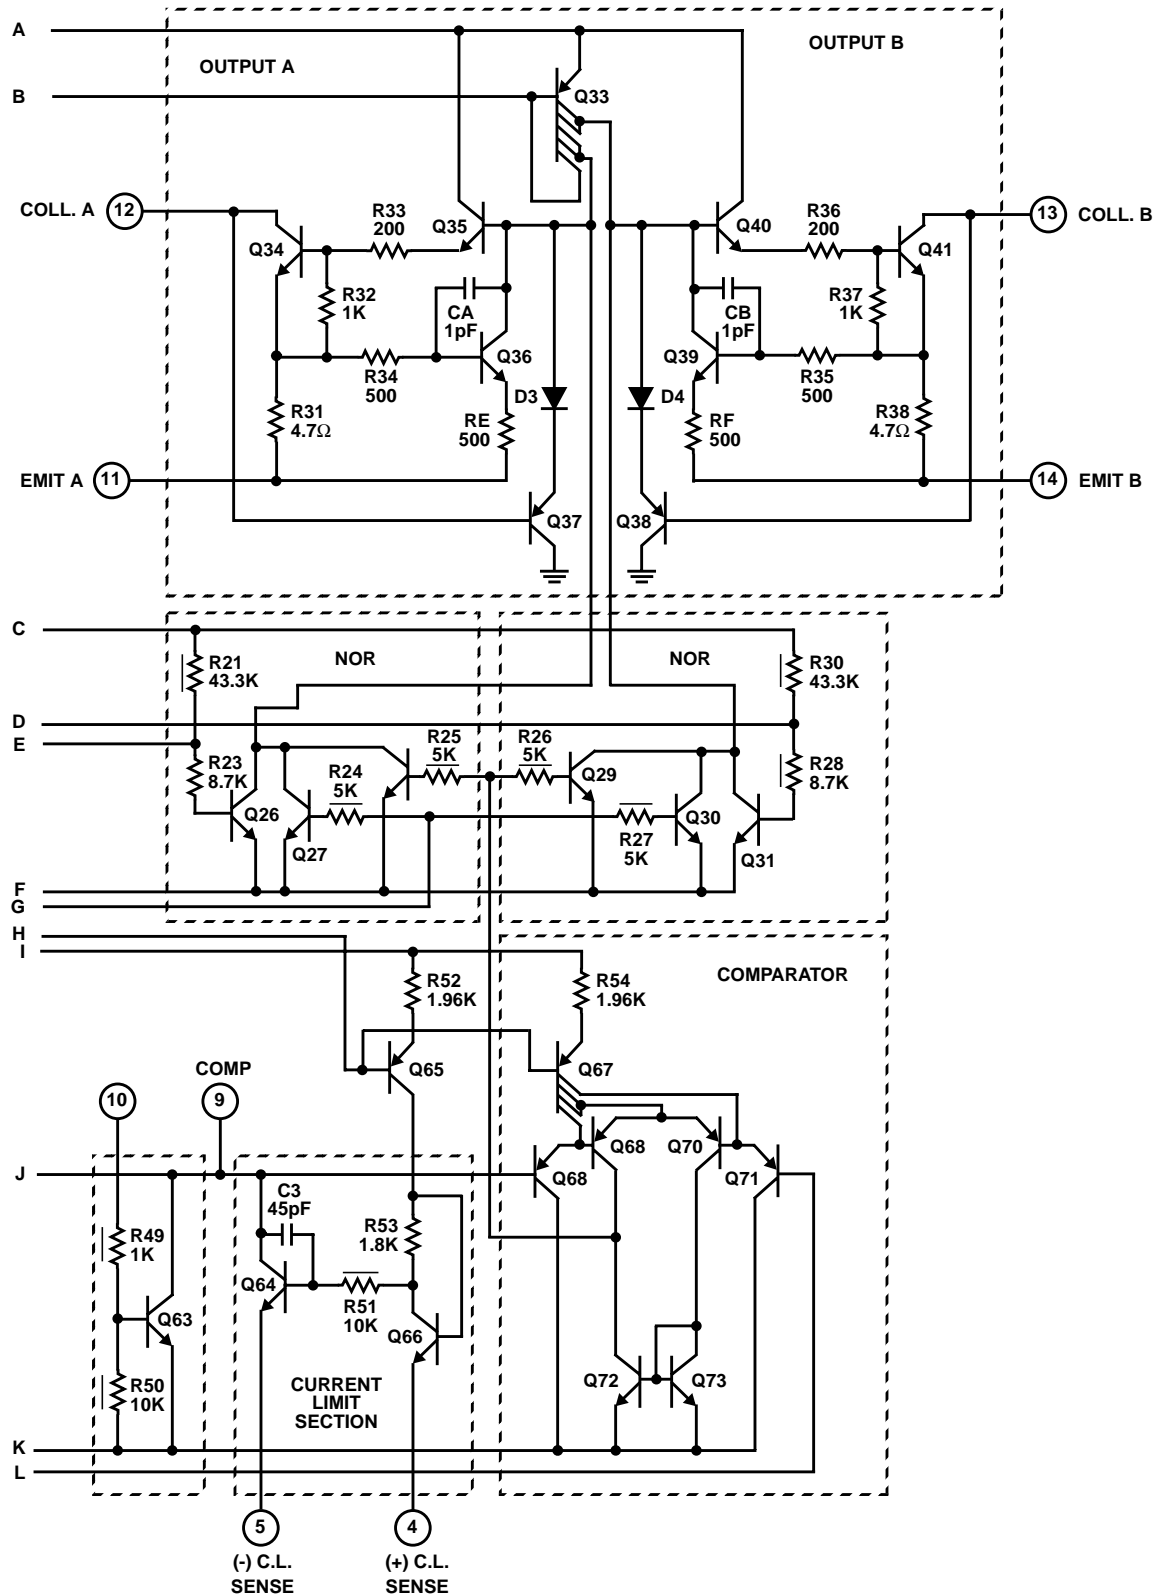 A
OUTPUT B
OUTPUT A
B
Q33
COLL. A 12
R33
200
Q35
Q40
R36
200
13 COLL. B
Q34
Q41
R32
1K
CA
1pF
CB
1pF
R37
1K
Q36
Q39
R34
500
R35
500
D3
D4
R31
4.7Ω
RE
500
RF
500
R38
4.7Ω
EMIT A 11
14 EMIT B
Q37
Q38
C
NOR
NOR
R21
43.3K
R30
43.3K
D
E
R23
8.7K
R24
5K
R25
5K
R26
5K
R28
8.7K
Q29
Q26
Q27
Q30
R27
5K
Q31
F
G
H
I
COMPARATOR
R52
1.96K
R54
1.96K
COMP
Q65
Q67
10
9
Q68
Q70
J
Q68
Q71
C3
45pF
R49
1K
R53
1.8K
Q64
R51
10K
Q63
Q66
R50
10K
Q72
Q73
CURRENT
LIMIT
SECTION
K
L
5
4
(-) C.L.
SENSE
(+) C.L.
SENSE